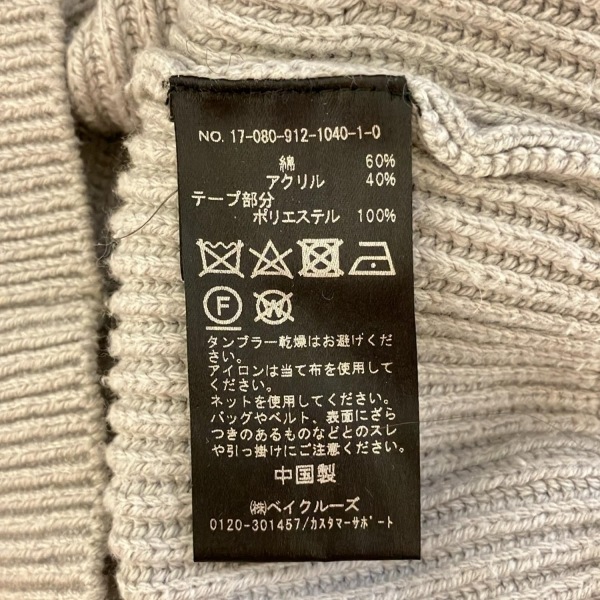 NO. 17-080-912-1040-1-0
綿 60%
アクリル 40%
テープ部分
ポリエステル 100%
F
W
タンブラー乾燥はお避けくだ
さい。
アイロンは当て布を使用して
ください。
ネットを使用してください。
バッグやベルト、表面にざら
つきのあるものなどとのスレ
や引っ掛けにご注意ください。
中国製
㈱ベイクルーズ
0120-301457/カスタマーサポート